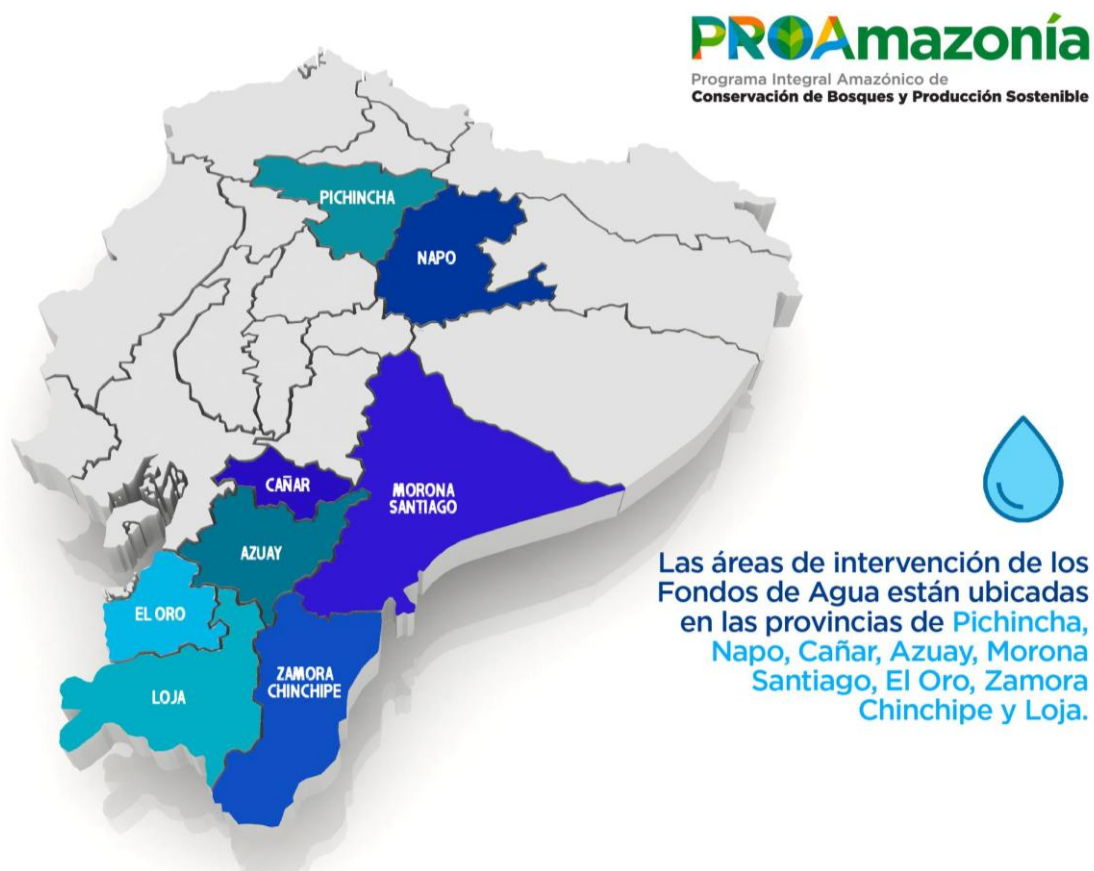 PROAmazonía
Programa Integral Amazónico de
Conservación de Bosques y Producción Sostenible
PICHINCHA
NAPO
CAÑAR
MORONA
SANTIAGO
AZUAY
EL ORO
ZAMORA
CHINCHIPE
LOJA
Las áreas de intervención de los
Fondos de Agua están ubicadas
en las provincias de Pichincha,
Napo, Cañar, Azuay, Morona
Santiago, El Oro, Zamora
Chinchipe y Loja.